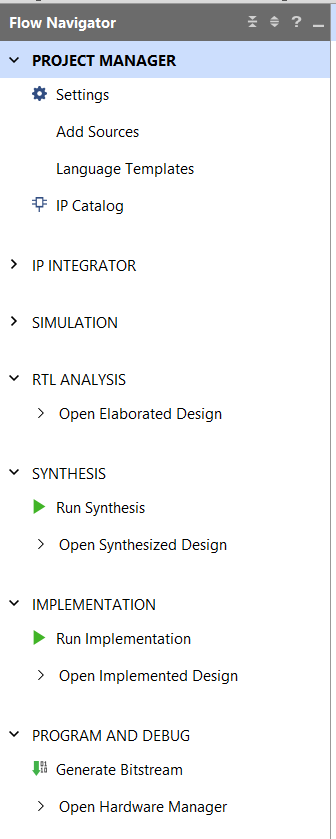 Flow Navigator ?
PROJECT MANAGER
Settings
Add Sources
Language Templates
IP Catalog
IP INTEGRATOR
SIMULATION
RTL ANALYSIS
Open Elaborated Design
SYNTHESIS
Run Synthesis
Open Synthesized Design
IMPLEMENTATION
Run Implementation
Open Implemented Design
PROGRAM AND DEBUG
Generate Bitstream
Open Hardware Manager